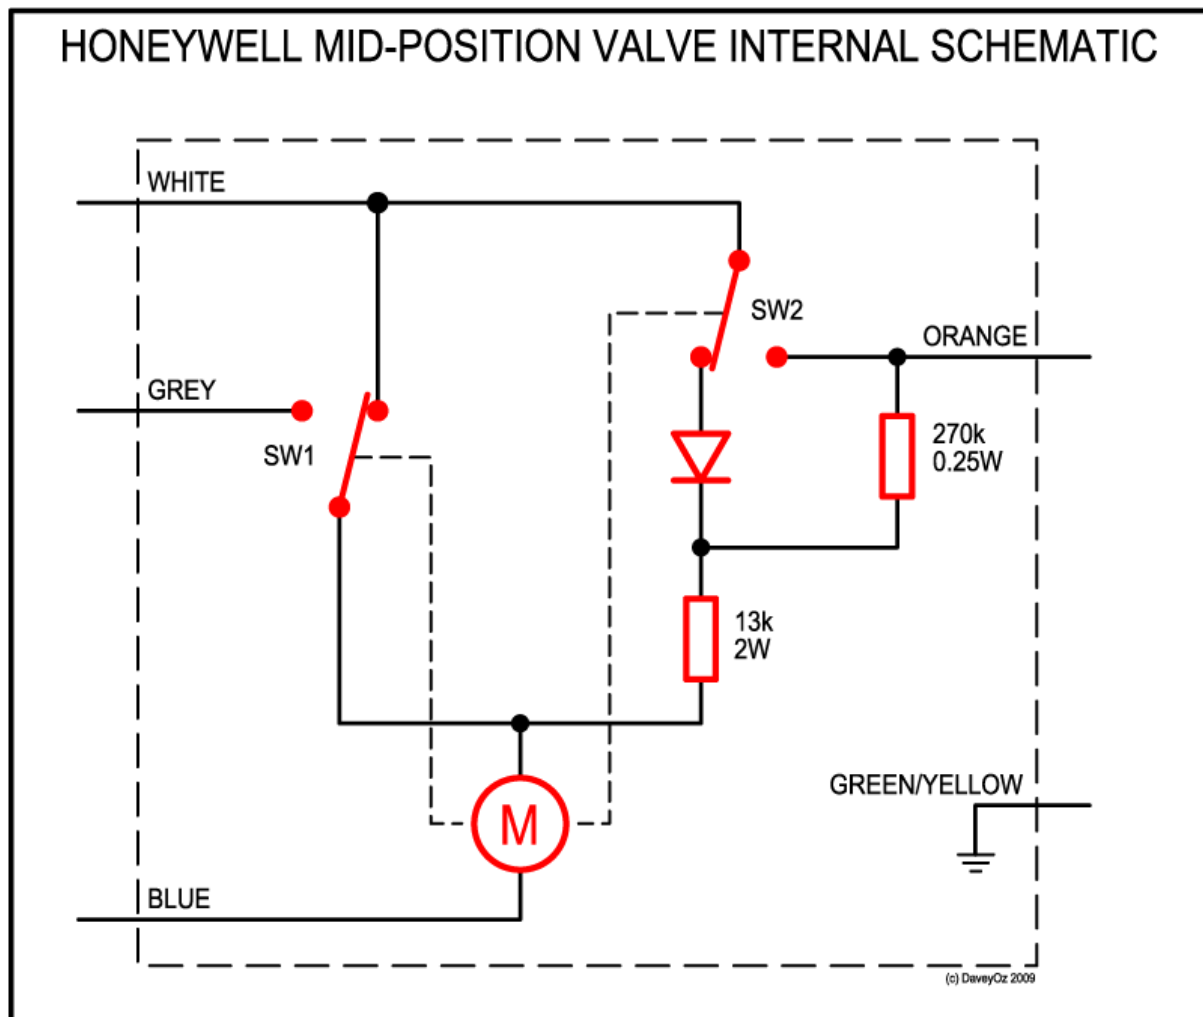 HONEYWELL MID-POSITION VALVE INTERNAL SCHEMATIC
WHITE
SW2
ORANGE
GREY
270k
0.25W
SW1
13k
2W
GREEN/YELLOW
M
BLUE
(c) DaveyOz 2009